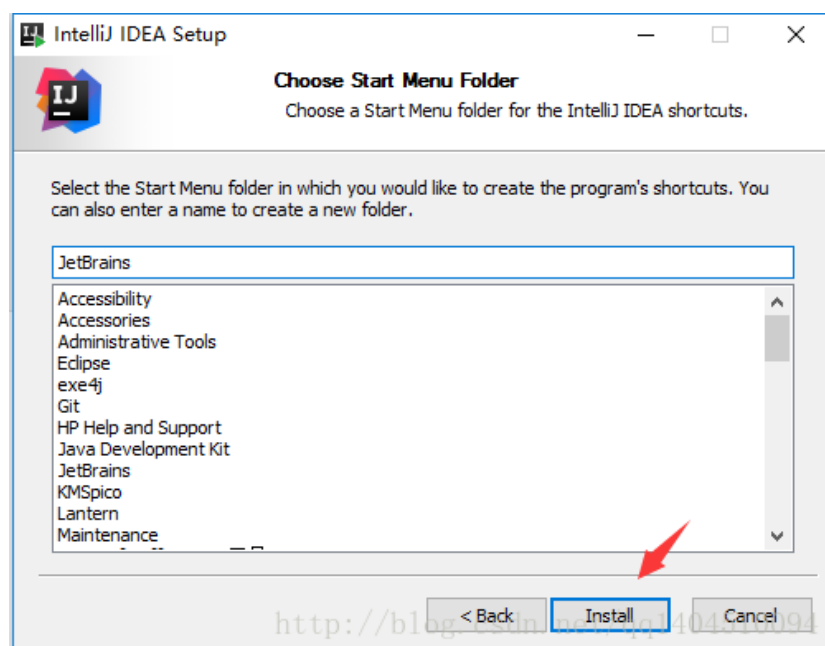 IntelliJ IDEA Setup
IJ
Choose Start Menu Folder
Choose a Start Menu folder for the IntelliJ IDEA shortcuts.
Select the Start Menu folder in which you would like to create the program's shortcuts. You
can also enter a name to create a new folder.
JetBrains
Accessibility
Accessories
Administrative Tools
Eclipse
exe4j
Git
HP Help and Support
Java Development Kit
JetBrains
KMSpico
Lantern
Maintenance
< Back Install Cancel